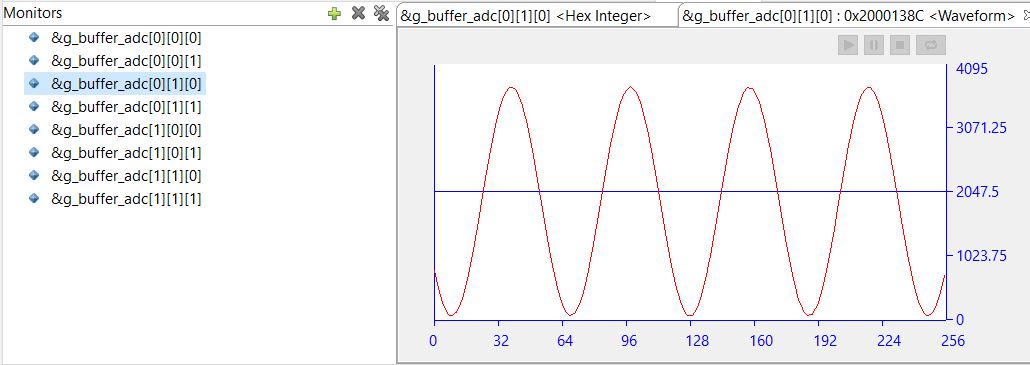 Monitors
&g_buffer_adc[0][0][0]
&g_buffer_adc[0][0][1]
&g_buffer_adc[0][1][0]
&g_buffer_adc[0][1][1]
&g_buffer_adc[1][0][0]
&g_buffer_adc[1][0][1]
&g_buffer_adc[1][1][0]
&g_buffer_adc[1][1][1]
&g_buffer_adc[0][1][0] <Hex Integer>
&g_buffer_adc[0][1][0] : 0x2000138C <Waveform>
4095
3071.25
2047.5
1023.75
0
0 32 64 96 128 160 192 224 256